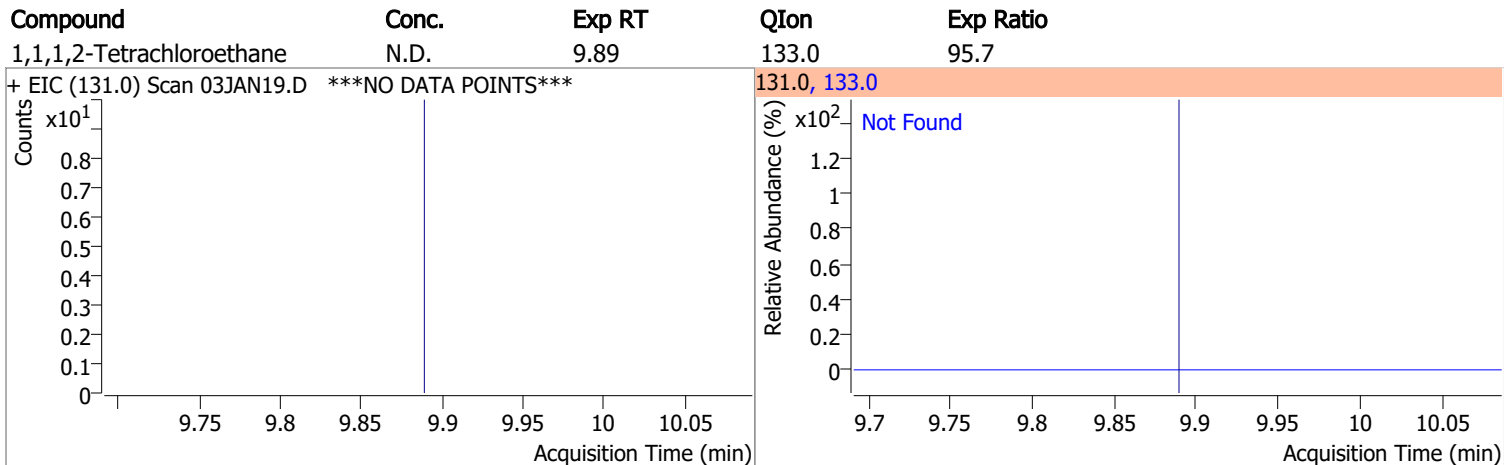 Compound Conc. Exp RT QIon Exp Ratio
1,1,1,2-Tetrachloroethane N.D. 9.89 133.0 95.7
+ EIC (131.0) Scan 03JAN19.D ***NO DATA POINTS***
Counts
x10¹
0.8
0.7
0.6
0.5
0.4
0.3
0.2
0.1
0
9.75 9.8 9.85 9.9 9.95 10 10.05
Acquisition Time (min)
131.0, 133.0
Relative Abundance (%)
x10²
Not Found
1.2
1
0.8
0.6
0.4
0.2
0
9.7 9.75 9.8 9.85 9.9 9.95 10 10.05
Acquisition Time (min)